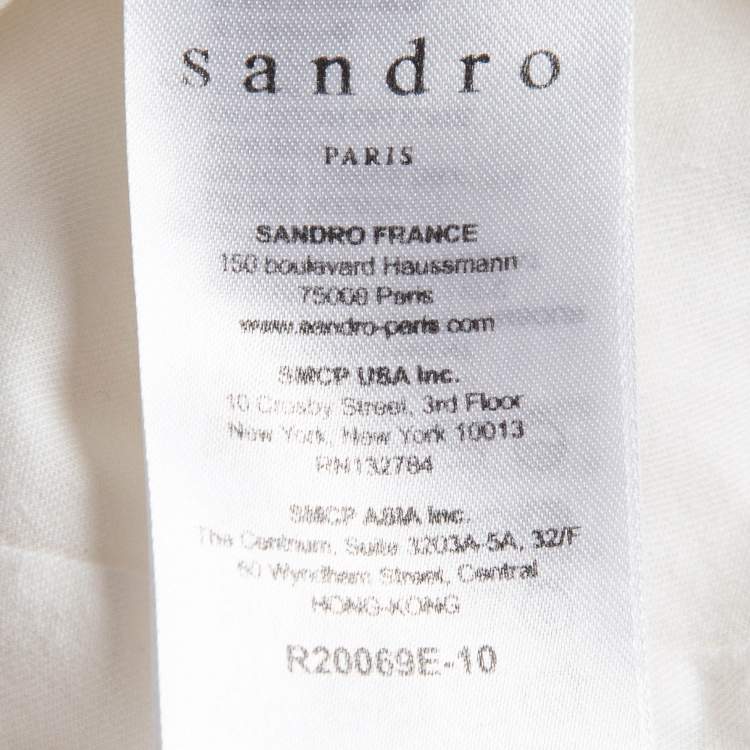 sandro
PARIS
SANDRO FRANCE
150 boulevard Haussmann
75008 Paris
www.sandro-paris.com
SMCP USA Inc.
10 Crosby Street, 3rd Floor
New York, New York 10013
RN132784
SMCP ASIA Inc.
The Centrium, Suite 3203A-5A, 32/F
60 Wyndham Street, Central
HONG-KONG
R20069E-10